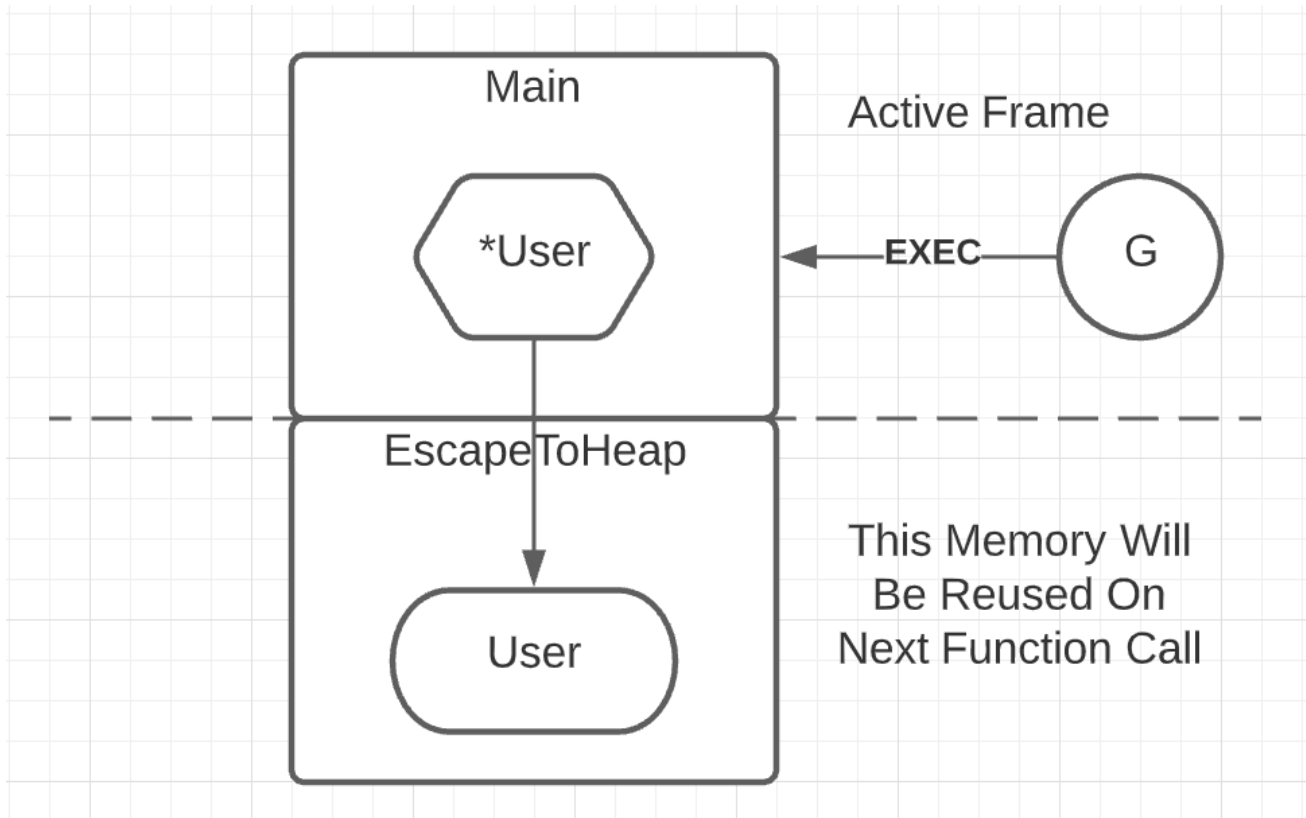 Main
Active Frame
*User
EXEC
G
EscapeToHeap
This Memory Will
Be Reused On
Next Function Call
User